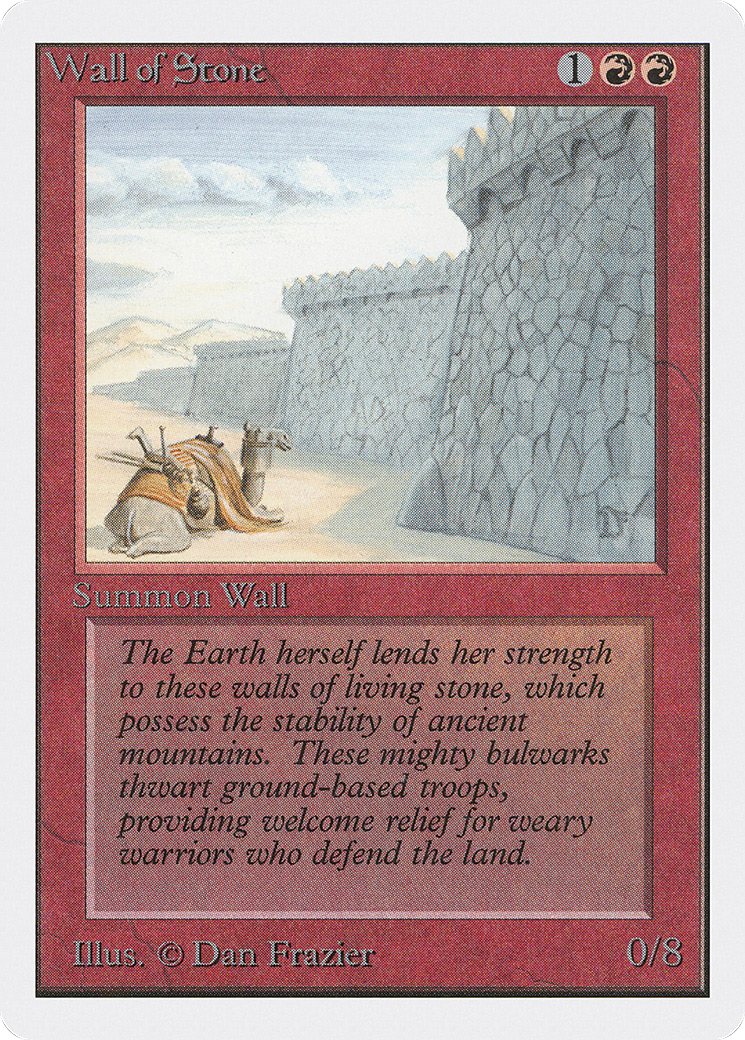 Wall of Stone 1
Summon Wall
The Earth herself lends her strength
to these walls of living stone, which
possess the stability of ancient
mountains. These mighty bulwarks
thwart ground-based troops,
providing welcome relief for weary
warriors who defend the land.
Illus. © Dan Frazier 0/8